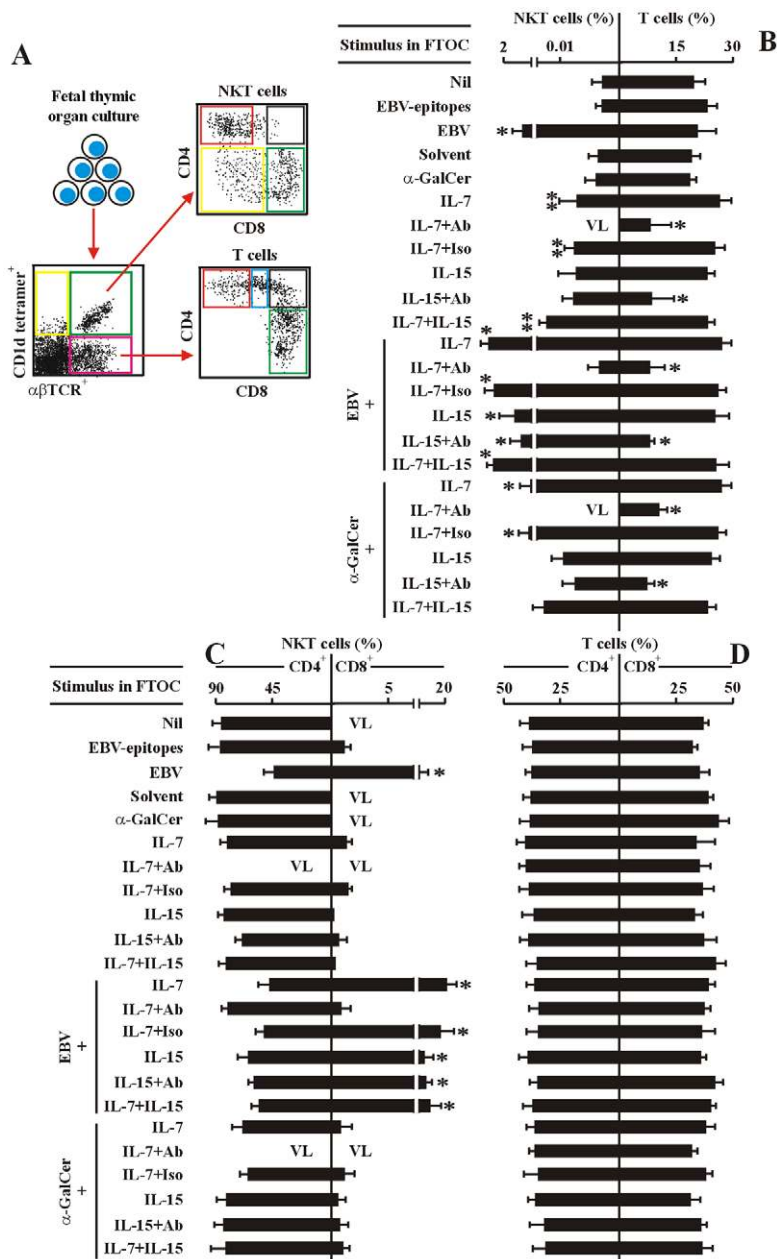 A
Fetal thymic
organ culture
NKT cells
CD4
CD8
T cells
CD4
CD8
CD1d tetramer+
αβTCR+
B
NKT cells (%) T cells (%)
Stimulus in FTOC 2 0.01 15 30
Nil
EBV-epitopes
EBV *
Solvent
α-GalCer
IL-7 **
IL-7+Ab VL *
IL-7+Iso **
IL-15
IL-15+Ab *
IL-7+IL-15 **
EBV +
IL-7 *
IL-7+Ab *
IL-7+Iso *
IL-15 *
IL-15+Ab * *
IL-7+IL-15 *
α-GalCer +
IL-7 *
IL-7+Ab VL *
IL-7+Iso *
IL-15
IL-15+Ab *
IL-7+IL-15
C NKT cells (%) T cells (%) D
CD4+ CD8+ CD4+ CD8+
Stimulus in FTOC 90 45 5 20 50 25 25 50
Nil VL
EBV-epitopes
EBV *
Solvent VL
α-GalCer VL
IL-7
IL-7+Ab VL VL
IL-7+Iso
IL-15
IL-15+Ab
IL-7+IL-15
EBV +
IL-7 *
IL-7+Ab
IL-7+Iso *
IL-15 *
IL-15+Ab *
IL-7+IL-15 *
α-GalCer +
IL-7
IL-7+Ab VL VL
IL-7+Iso
IL-15
IL-15+Ab
IL-7+IL-15